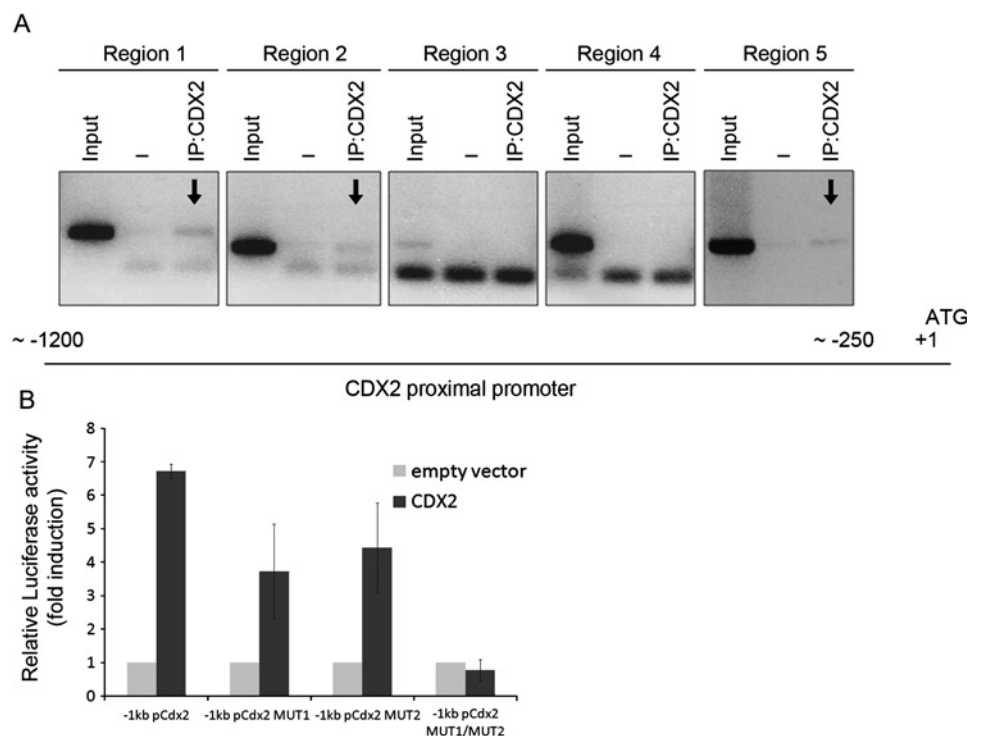 A
Region 1 Region 2 Region 3 Region 4 Region 5
Input – IP:CDX2 Input – IP:CDX2 Input – IP:CDX2 Input – IP:CDX2 Input – IP:CDX2
ATG
~ -1200 ~ -250 +1
CDX2 proximal promoter
B
Relative Luciferase activity
(fold induction)
8
7
6
5
4
3
2
1
0
empty vector
CDX2
-1kb pCdx2 -1kb pCdx2 MUT1 -1kb pCdx2 MUT2 -1kb pCdx2
MUT1/MUT2